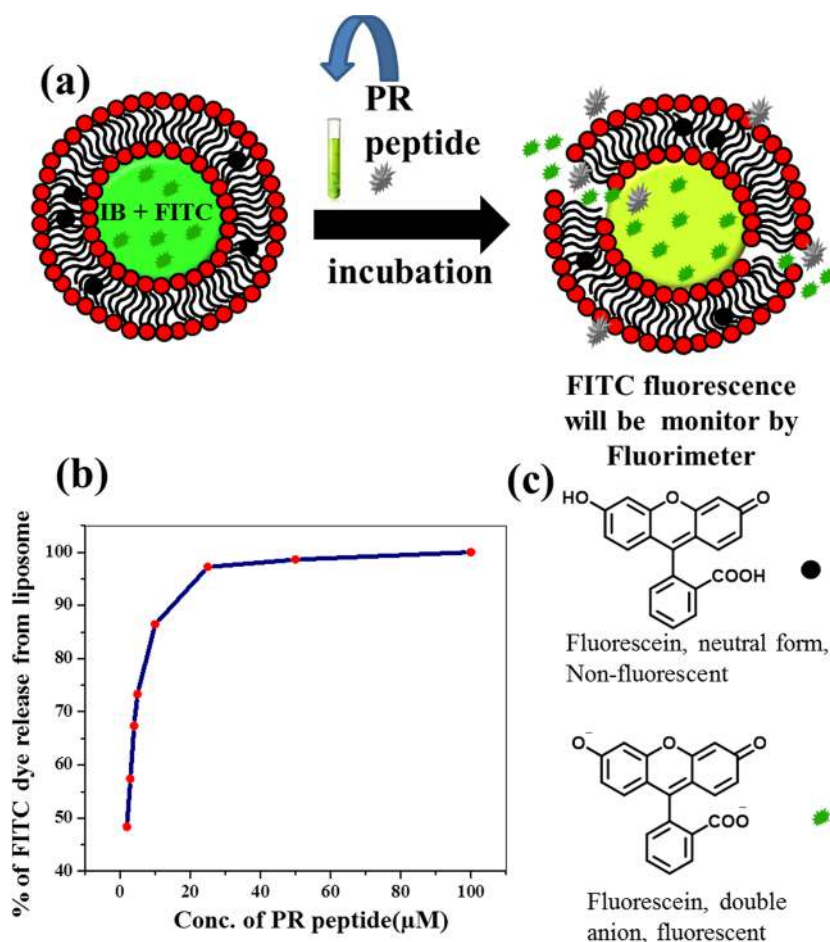 (a)
PR
peptide
IB + FITC
incubation
FITC fluorescence
will be monitor by
Fluorimeter
(b)
% of FITC dye release from liposome
100
90
80
70
60
50
40
0
20
40
60
80
100
Conc. of PR peptide(µM)
(c)
HO
O
O
COOH
Fluorescein, neutral form,
Non-fluorescent
O⁻
O
O
COO⁻
Fluorescein, double
anion, fluorescent